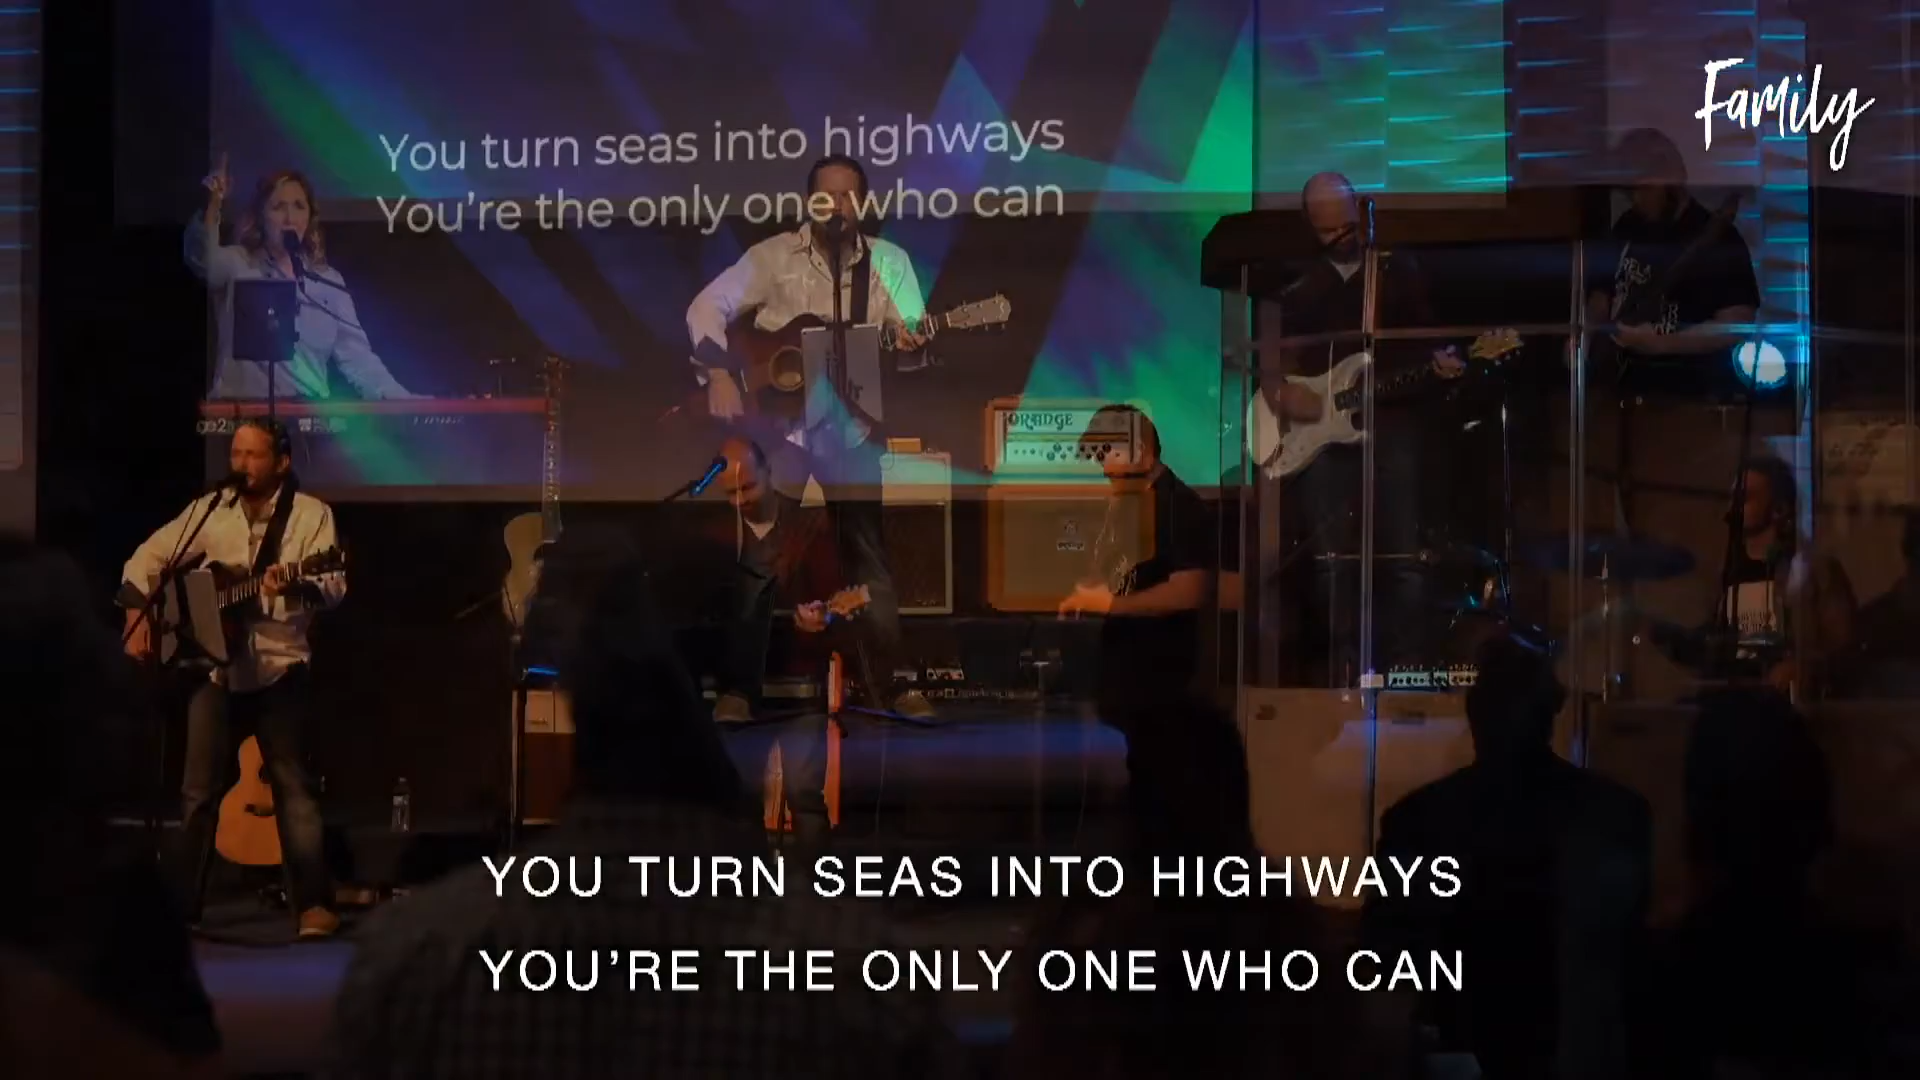 Family
You turn seas into highways
You're the only one who can
ORANGE
YOU TURN SEAS INTO HIGHWAYS
YOU’RE THE ONLY ONE WHO CAN